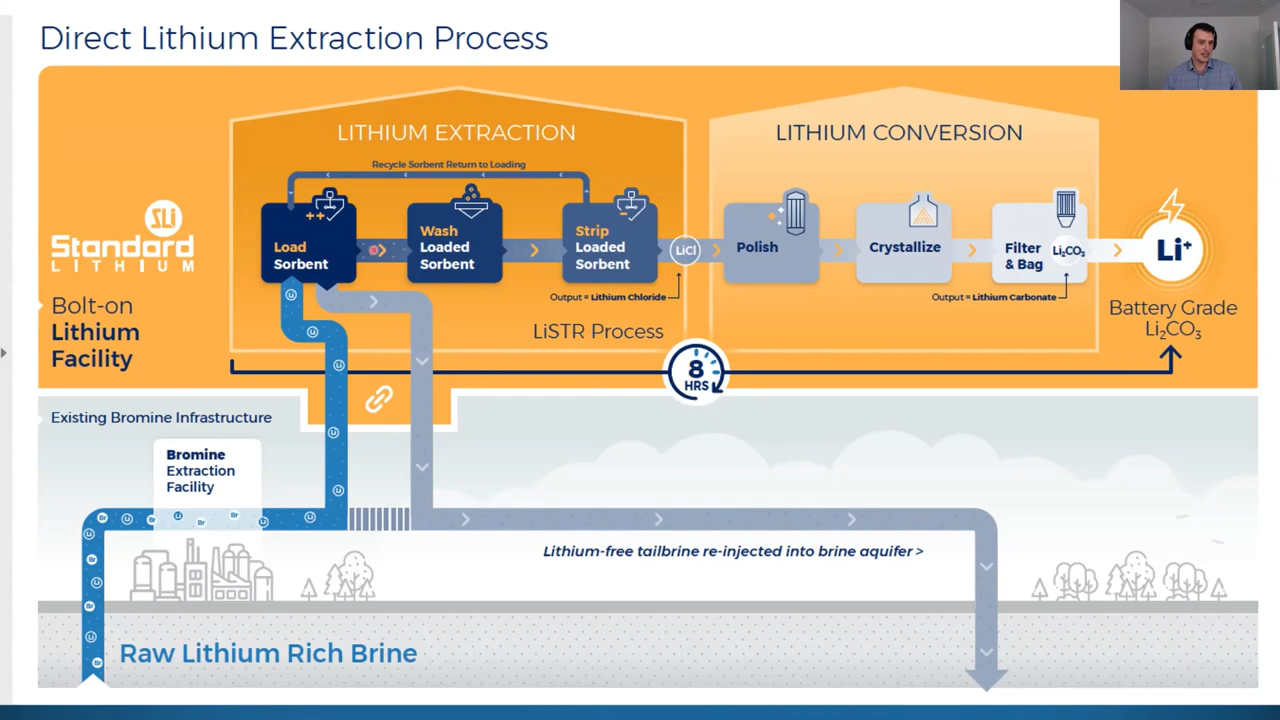 Direct Lithium Extraction Process
LITHIUM EXTRACTION
Recycle Sorbent Return to Loading
Load
Sorbent
Wash
Loaded
Sorbent
Strip
Loaded
Sorbent
LiCl
Output = Lithium Chloride
LiSTR Process
LITHIUM CONVERSION
Polish
Crystallize
Filter
& Bag
Li₂CO₃
Output = Lithium Carbonate
Li⁺
Battery Grade
Li₂CO₃
SLi
Standard
LITHIUM
Bolt-on
Lithium
Facility
8
HRS
Existing Bromine Infrastructure
Bromine
Extraction
Facility
Lithium-free tailbrine re-injected into brine aquifer >
Raw Lithium Rich Brine